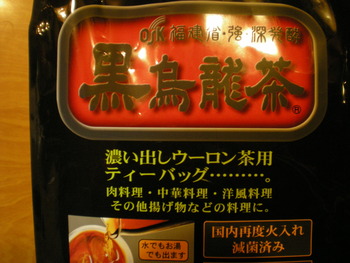 OSK 福建省・強・深発酵
黒烏龍茶®
濃い出しウーロン茶用
ティーバッグ………。
肉料理・中華料理・洋風料理
その他揚げ物などの料理に。
水でもお湯
でも出ます
国内再度火入れ
滅菌済み